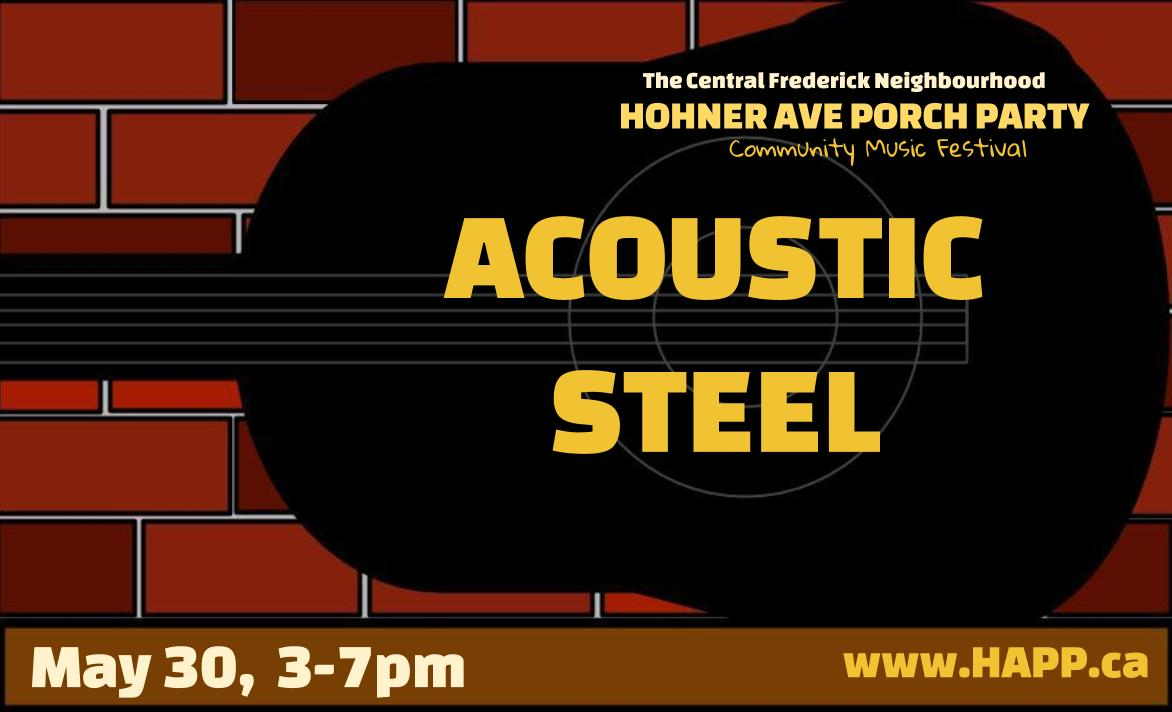 The Central Frederick Neighbourhood
HOHNER AVE PORCH PARTY
Community Music Festival
ACOUSTIC
STEEL
May 30, 3-7pm
www.HAPP.ca